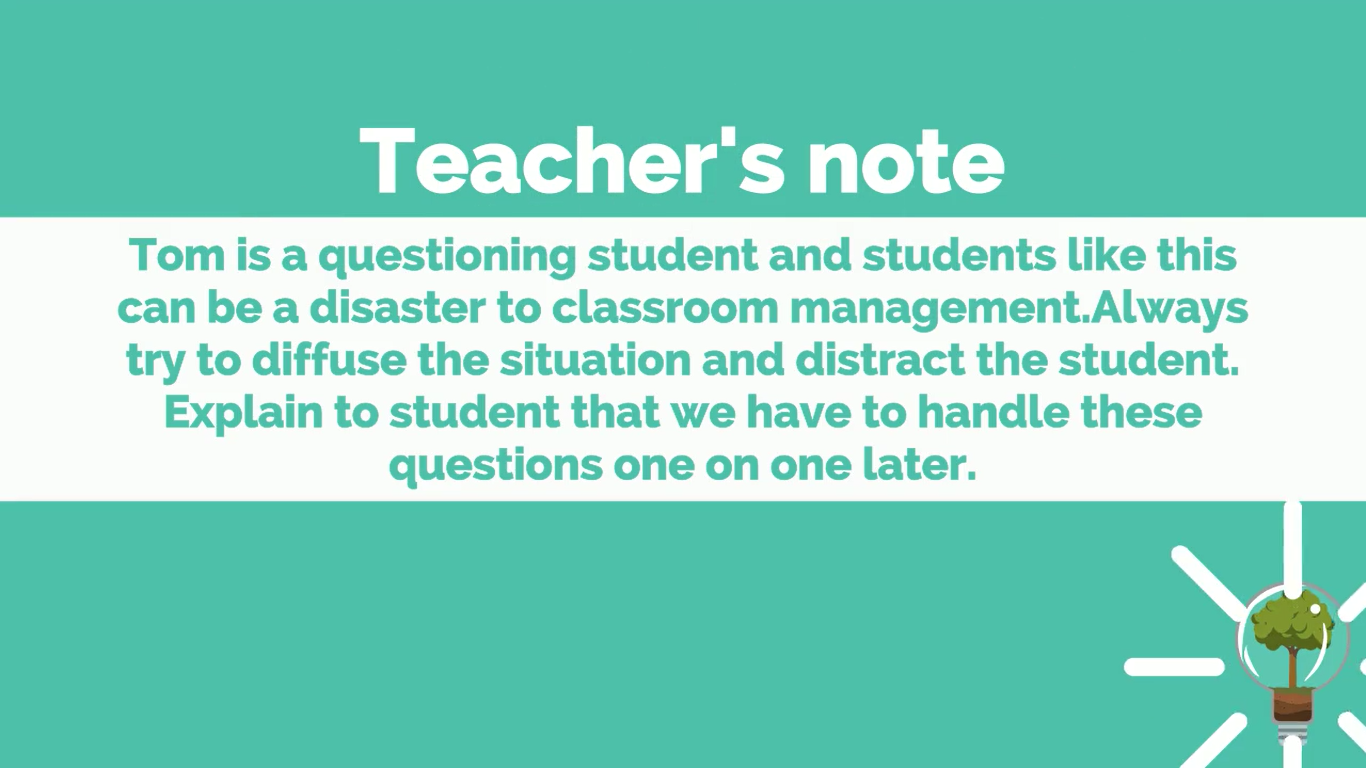 Teacher's note
Tom is a questioning student and students like this
can be a disaster to classroom management.Always
try to diffuse the situation and distract the student.
Explain to student that we have to handle these
questions one on one later.